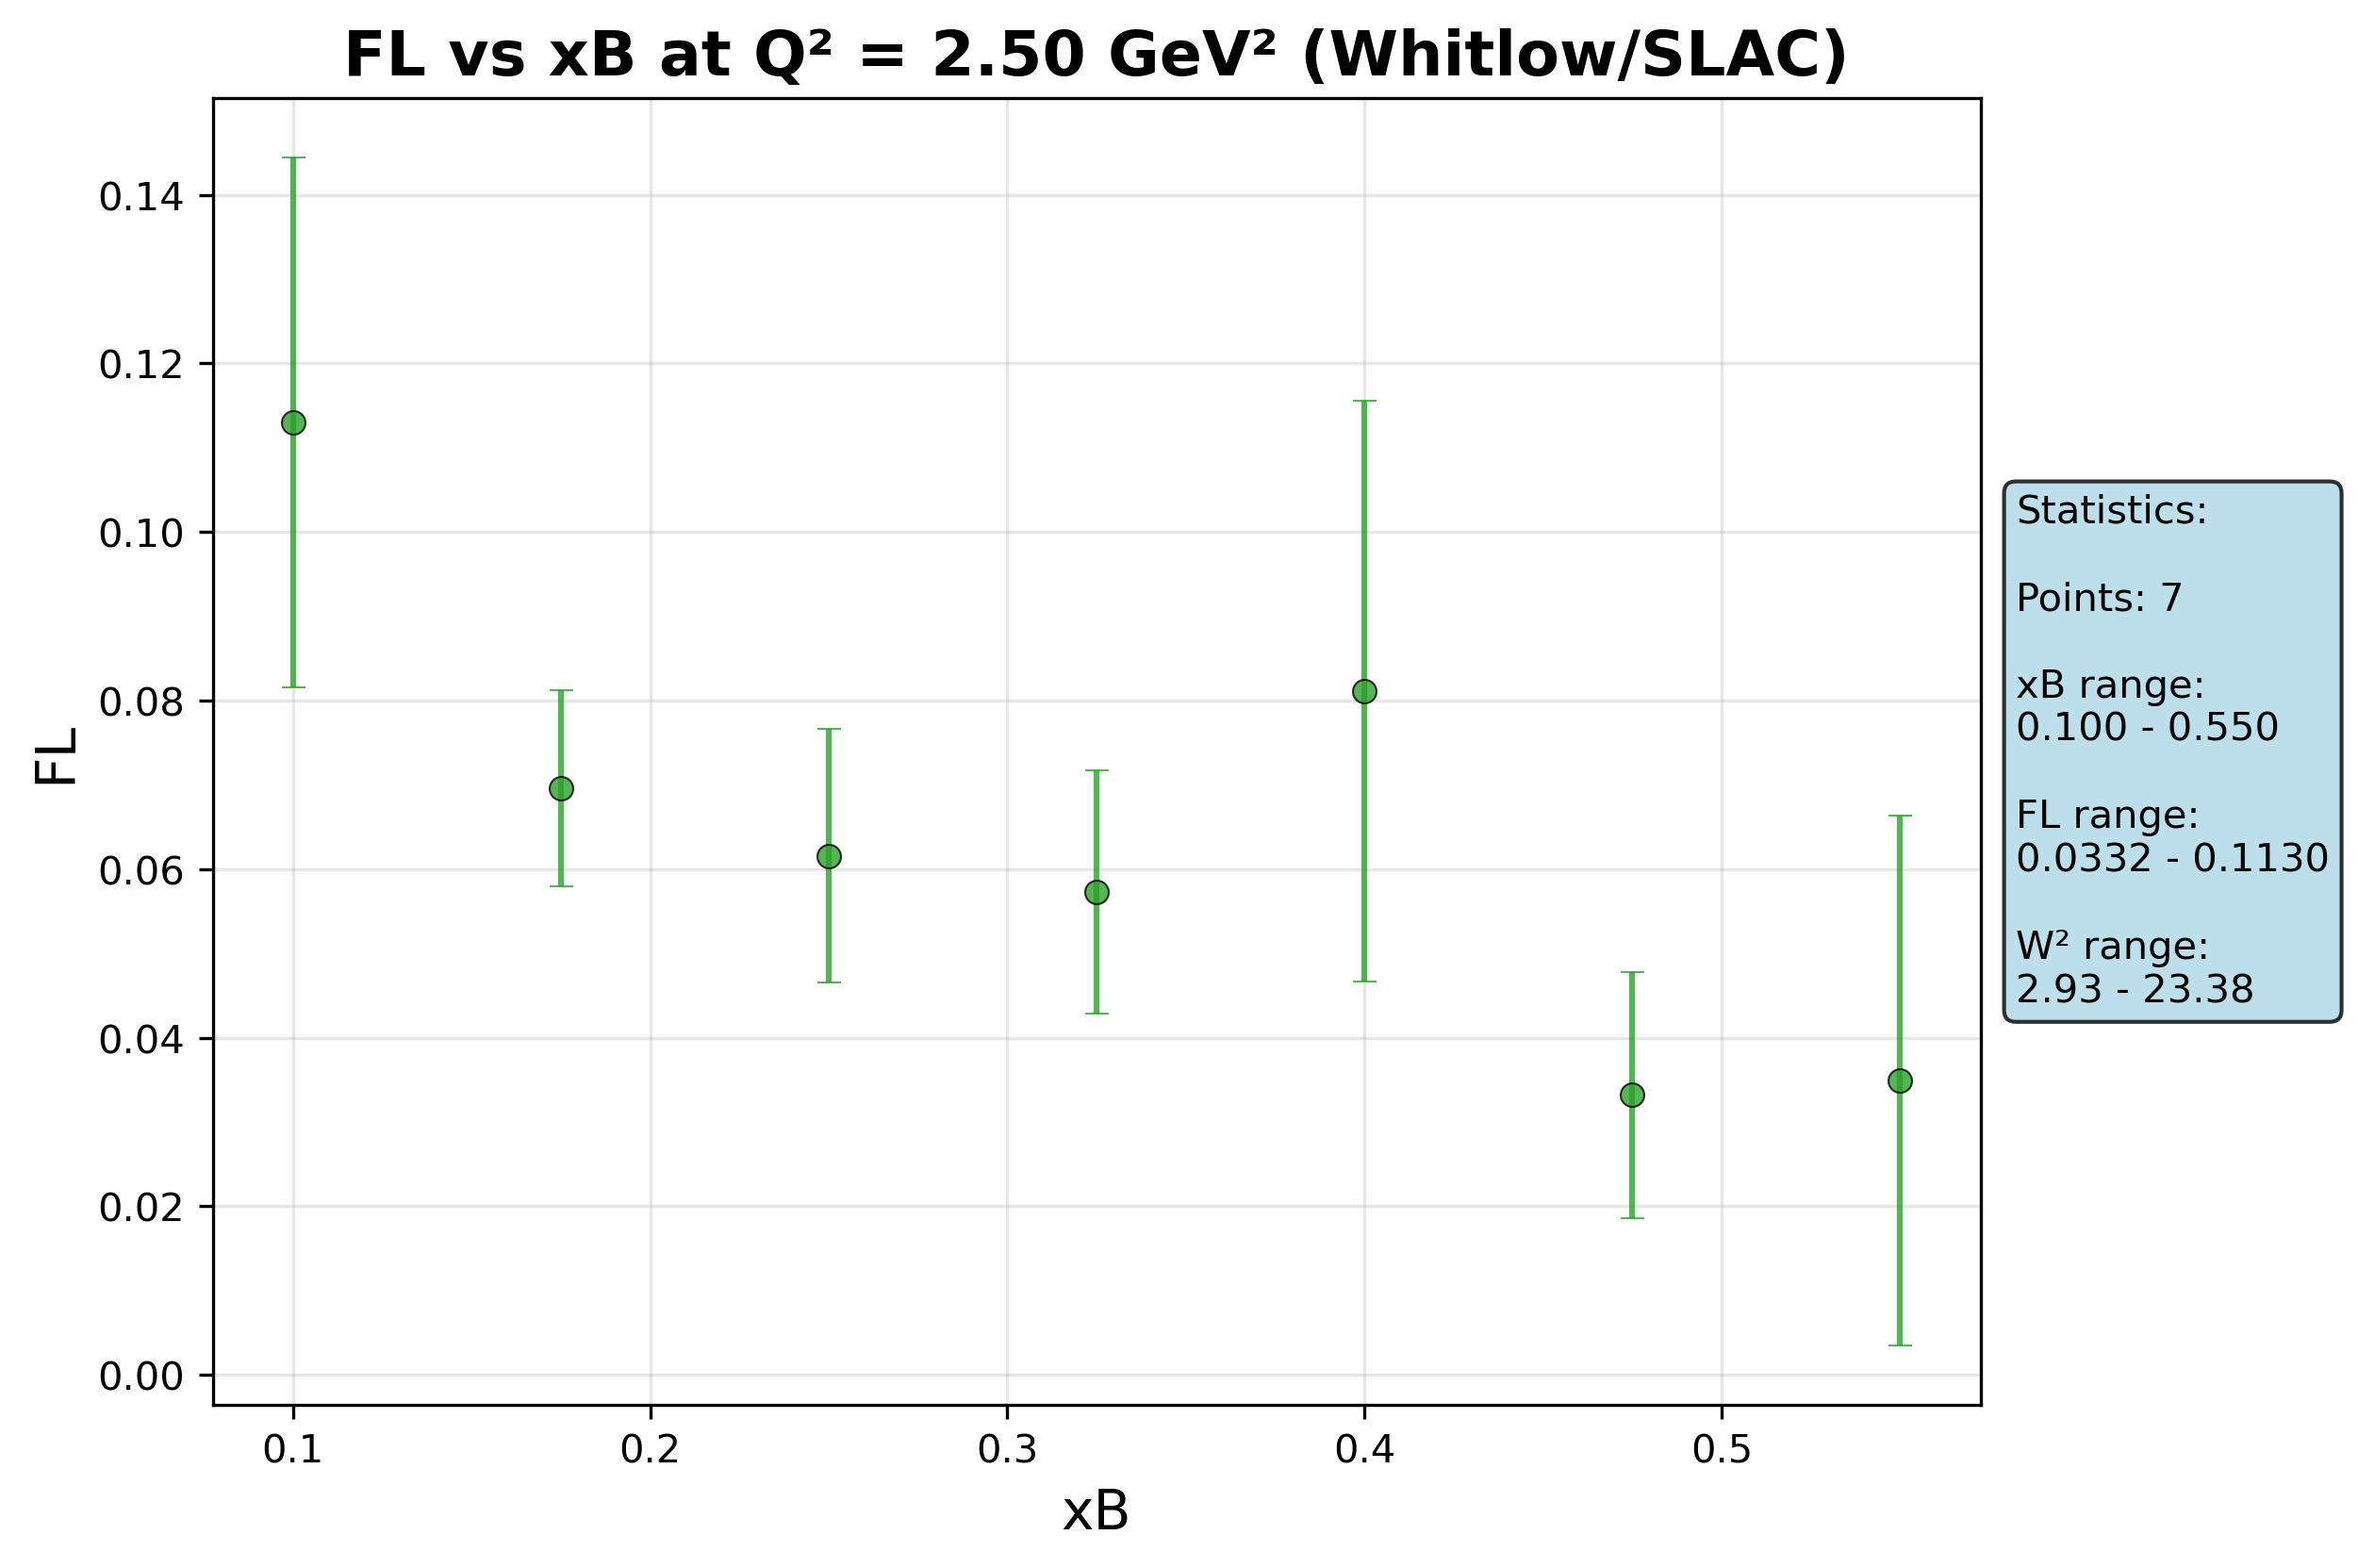 FL vs xB at Q² = 2.50 GeV² (Whitlow/SLAC)
FL
0.14
0.12
0.10
0.08
0.06
0.04
0.02
0.00
0.1 0.2 0.3 0.4 0.5
xB
Statistics:
Points: 7
xB range:
0.100 - 0.550
FL range:
0.0332 - 0.1130
W² range:
2.93 - 23.38